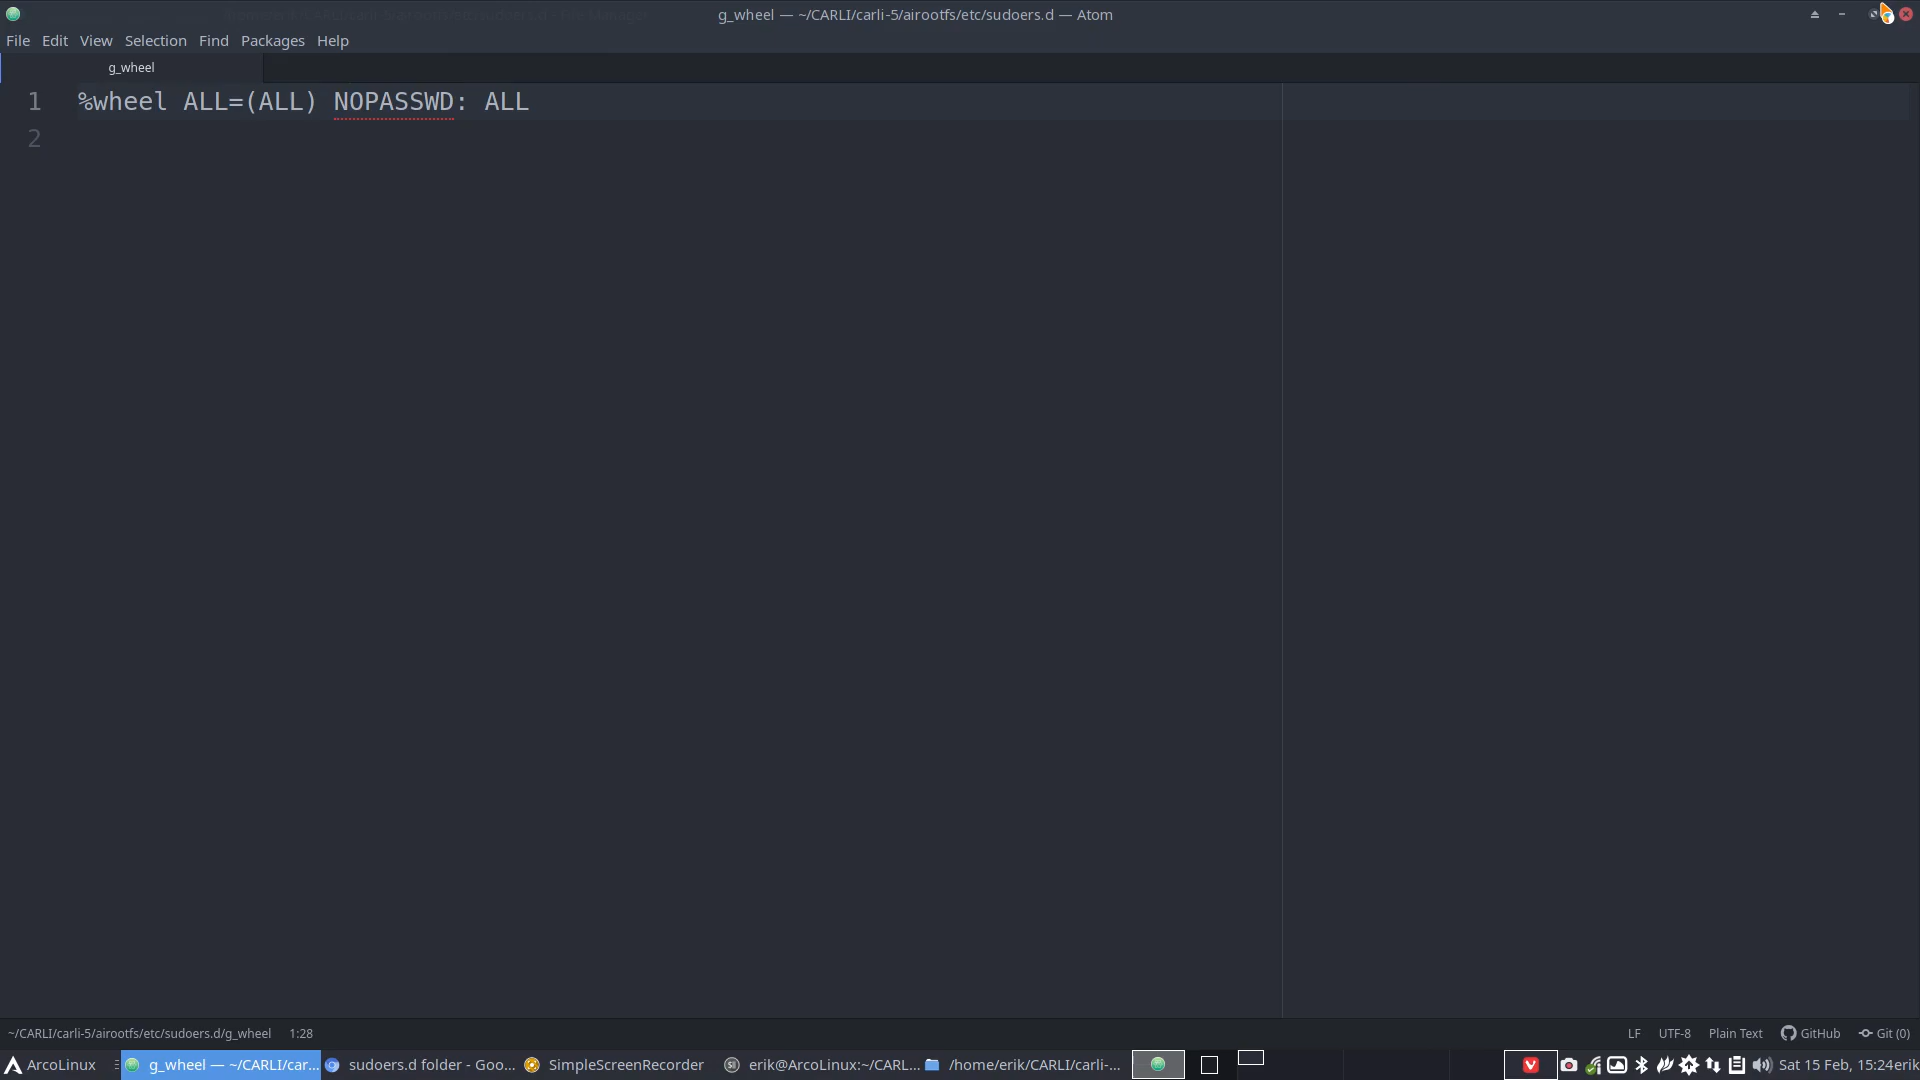 g_wheel — ~/CARLI/carli-5/airootfs/etc/sudoers.d — Atom
File Edit View Selection Find Packages Help
g_wheel
1 %wheel ALL=(ALL) NOPASSWD: ALL
2
~/CARLI/carli-5/airootfs/etc/sudoers.d/g_wheel 1:28 LF UTF-8 Plain Text GitHub Git (0)
ArcoLinux g_wheel — ~/CARLI/car... sudoers.d folder - Goo... SimpleScreenRecorder erik@ArcoLinux:~/CARL... /home/erik/CARLI/carli-... Sat 15 Feb, 15:24 erik